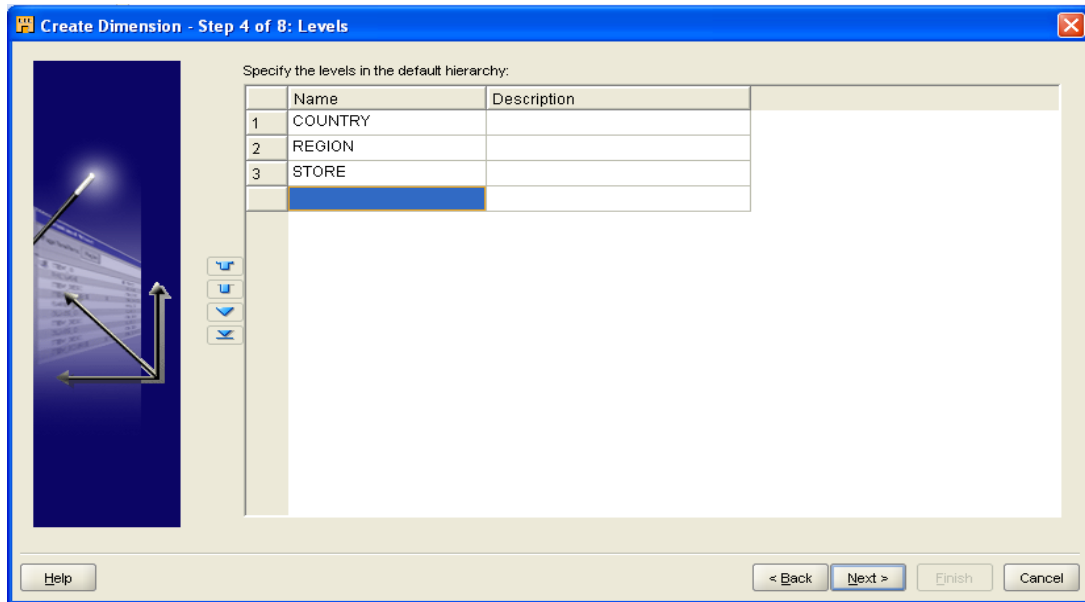 Create Dimension - Step 4 of 8: Levels
Specify the levels in the default hierarchy:
Name Description
1 COUNTRY
2 REGION
3 STORE
Help < Back Next > Finish Cancel